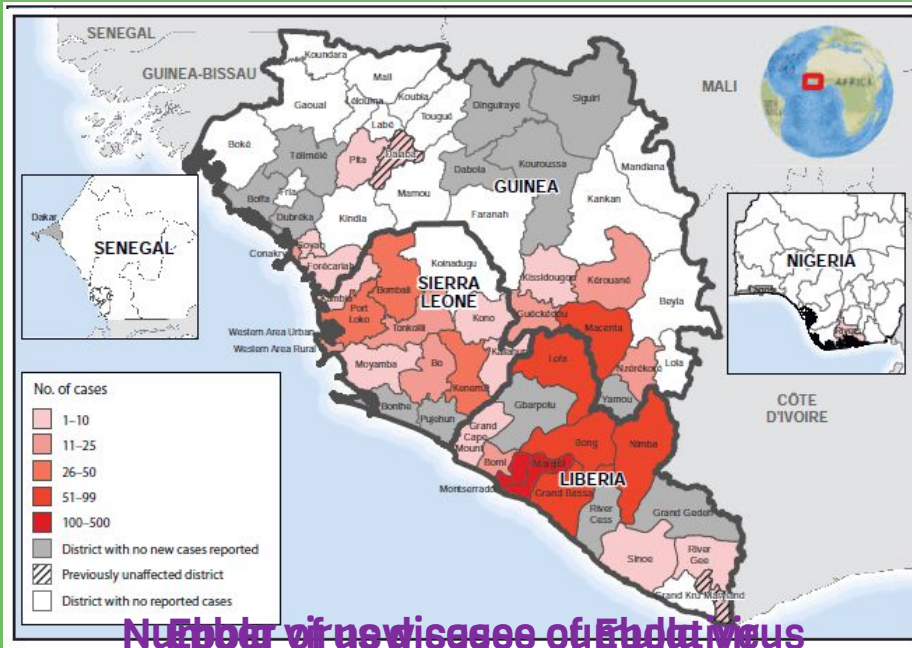 SENEGAL
GUINEA-BISSAU
MALI
AFRICA
Koundara
Mali
Gaoual
Lélouma
Koubia
Tougué
Labé
Dinguiraye
Siguiri
Boké
Télimélé
Pita
Dalaba
Dabola
Kouroussa
Mandiana
Boffa
Fria
Mamou
GUINEA
Kankan
Dubréka
Kindia
Faranah
Conakry
Coyah
Forécariah
Koinadugu
Kissidougou
Kérouané
Beyla
Kambia
Bombali
SIERRA
LEONE
Port
Loko
Kono
Guéckédou
Macenta
Tonkolili
Western Area Urban
Western Area Rural
Kailahun
Lofa
Lola
Moyamba
Bo
Kenema
Nzérékoré
Yamou
Bonthe
Pujehun
Gbarpolu
Grand
Cape
Mount
Bong
Nimba
CÔTE
D'IVOIRE
Bomi
Margibi
LIBERIA
Montserrado
Grand Bassa
River
Cess
Grand Gedeh
Sinoe
River
Gee
Grand Kru
Maryland
Dakar
SENEGAL
NIGERIA
Lagos
Rivers
No. of cases
1–10
11–25
26–50
51–99
100–500
District with no new cases reported
Previously unaffected district
District with no reported cases